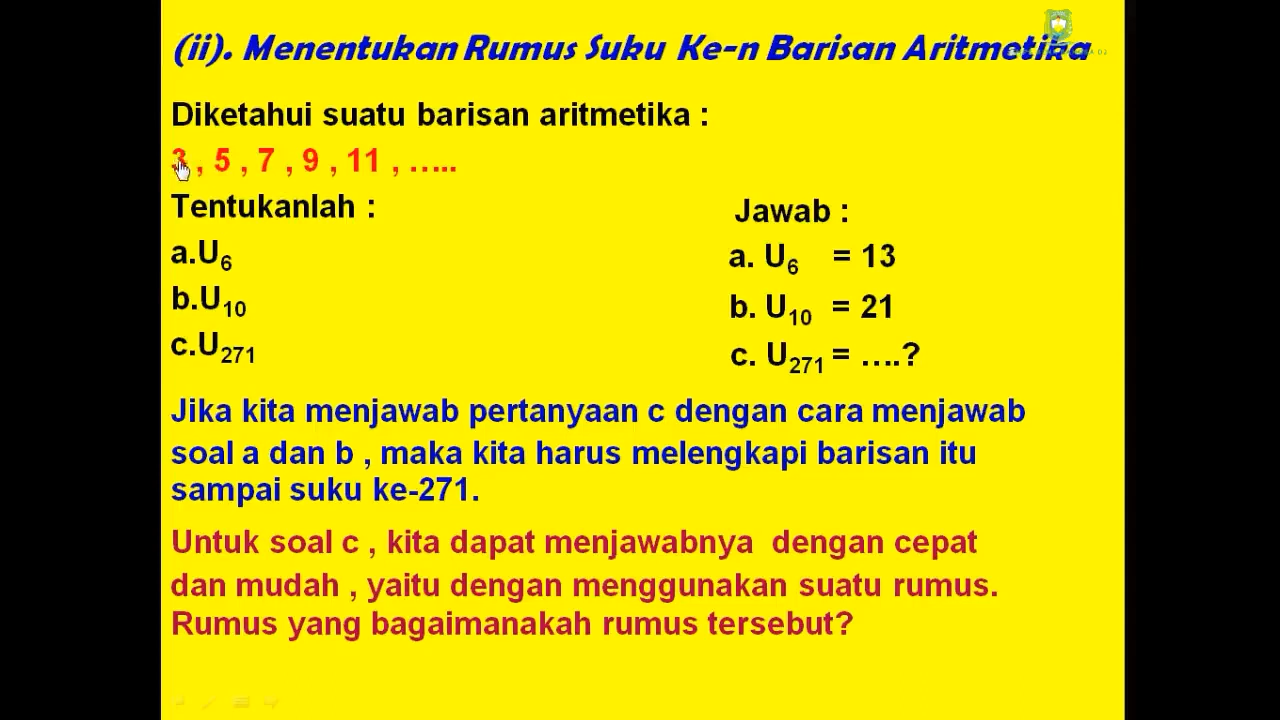 (ii). Menentukan Rumus Suku Ke-n Barisan Aritmetika
Diketahui suatu barisan aritmetika :
3 , 5 , 7 , 9 , 11 , …..
Tentukanlah :
a.U6
b.U10
c.U271
Jawab :
a. U6 = 13
b. U10 = 21
c. U271 = ….?
Jika kita menjawab pertanyaan c dengan cara menjawab
soal a dan b , maka kita harus melengkapi barisan itu
sampai suku ke-271.
Untuk soal c , kita dapat menjawabnya dengan cepat
dan mudah , yaitu dengan menggunakan suatu rumus.
Rumus yang bagaimanakah rumus tersebut?